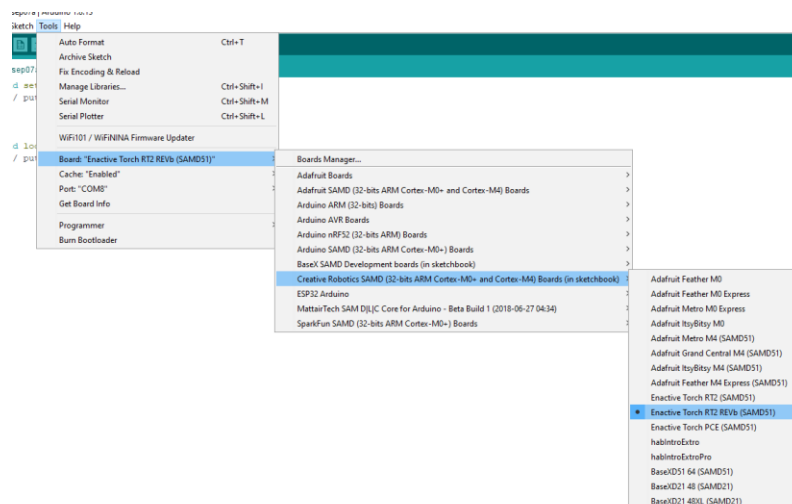 Sketch Tools Help
Auto Format Ctrl+T
Archive Sketch
Fix Encoding & Reload
Manage Libraries... Ctrl+Shift+I
Serial Monitor Ctrl+Shift+M
Serial Plotter Ctrl+Shift+L
WiFi101 / WiFiNINA Firmware Updater
Board: "Enactive Torch RT2 REVb (SAMD51)"
Cache: "Enabled"
Port: "COM8"
Get Board Info
Programmer
Burn Bootloader
Boards Manager...
Adafruit Boards
Adafruit SAMD (32-bits ARM Cortex-M0+ and Cortex-M4) Boards
Arduino ARM (32-bits) Boards
Arduino AVR Boards
Arduino nRF52 (32-bits ARM) Boards
Arduino SAMD (32-bits ARM Cortex-M0+) Boards
BaseX SAMD Development boards (in sketchbook)
Creative Robotics SAMD (32-bits ARM Cortex-M0+ and Cortex-M4) Boards (in sketchbook)
ESP32 Arduino
MattairTech SAM D|L|C Core for Arduino - Beta Build 1 (2018-06-27 04:34)
SparkFun SAMD (32-bits ARM Cortex-M0+) Boards
Adafruit Feather M0
Adafruit Feather M0 Express
Adafruit Metro M0 Express
Adafruit ItsyBitsy M0
Adafruit Metro M4 (SAMD51)
Adafruit Grand Central M4 (SAMD51)
Adafruit ItsyBitsy M4 (SAMD51)
Adafruit Feather M4 Express (SAMD51)
Enactive Torch RT2 (SAMD51)
Enactive Torch RT2 REVb (SAMD51)
Enactive Torch PCE (SAMD51)
habIntroExtro
habIntroExtroPro
BaseXD51 64 (SAMD51)
BaseXD21 48 (SAMD21)
BaseXD21 48XL (SAMD21)